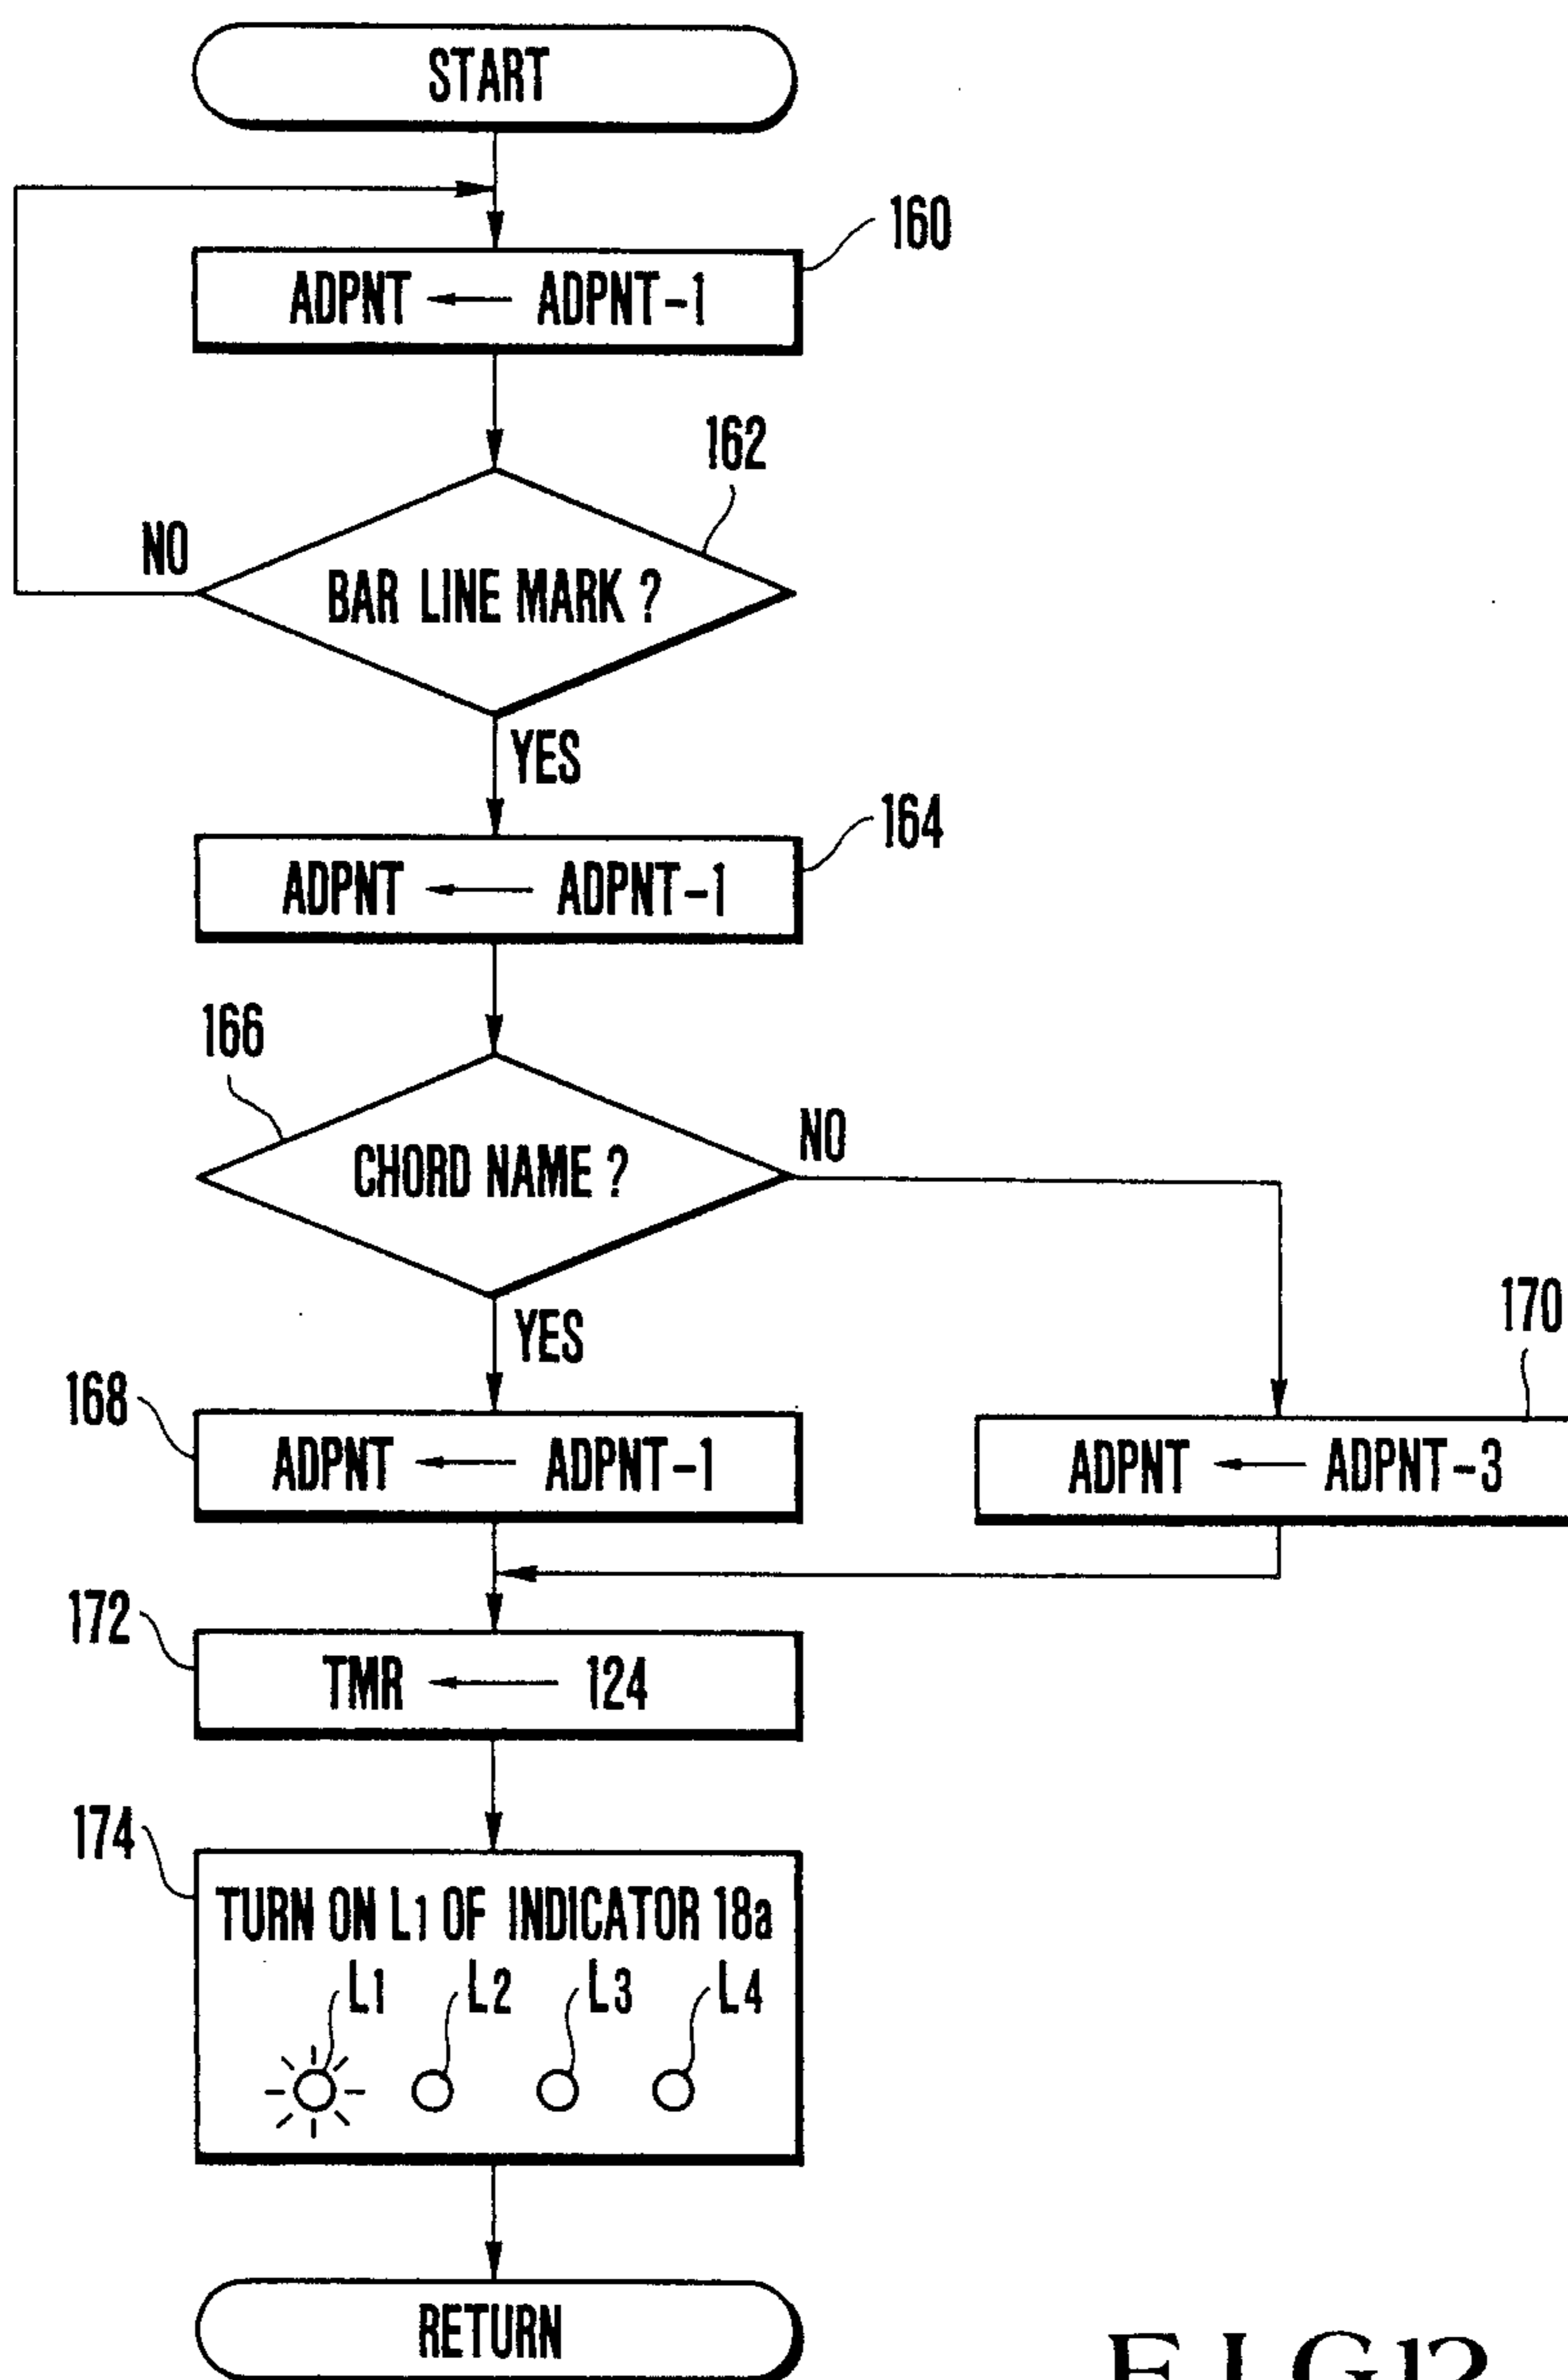 START
160
ADPNT ← ADPNT-1
162
NO
BAR LINE MARK ?
YES
164
ADPNT ← ADPNT-1
166
NO
CHORD NAME ?
YES
170
168
ADPNT ← ADPNT-1
ADPNT ← ADPNT-3
172
TMR ← 124
174
TURN ON L1 OF INDICATOR 18a
L1 L2 L3 L4
RETURN